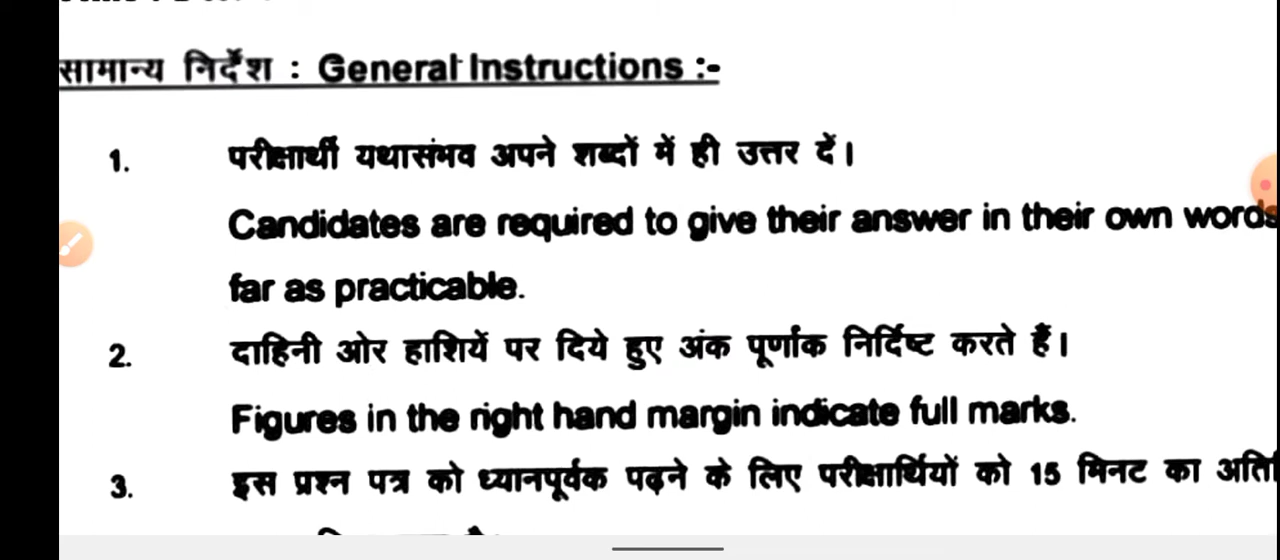 सामान्य निर्देश : General Instructions :-
1. परीक्षार्थी यथासंभव अपने शब्दों में ही उत्तर दें।
Candidates are required to give their answer in their own words
far as practicable.
2. दाहिनी ओर हाशियें पर दिये हुए अंक पूर्णांक निर्दिष्ट करते हैं।
Figures in the right hand margin indicate full marks.
3. इस प्रश्न पत्र को ध्यानपूर्वक पढ़ने के लिए परीक्षार्थियों को 15 मिनट का